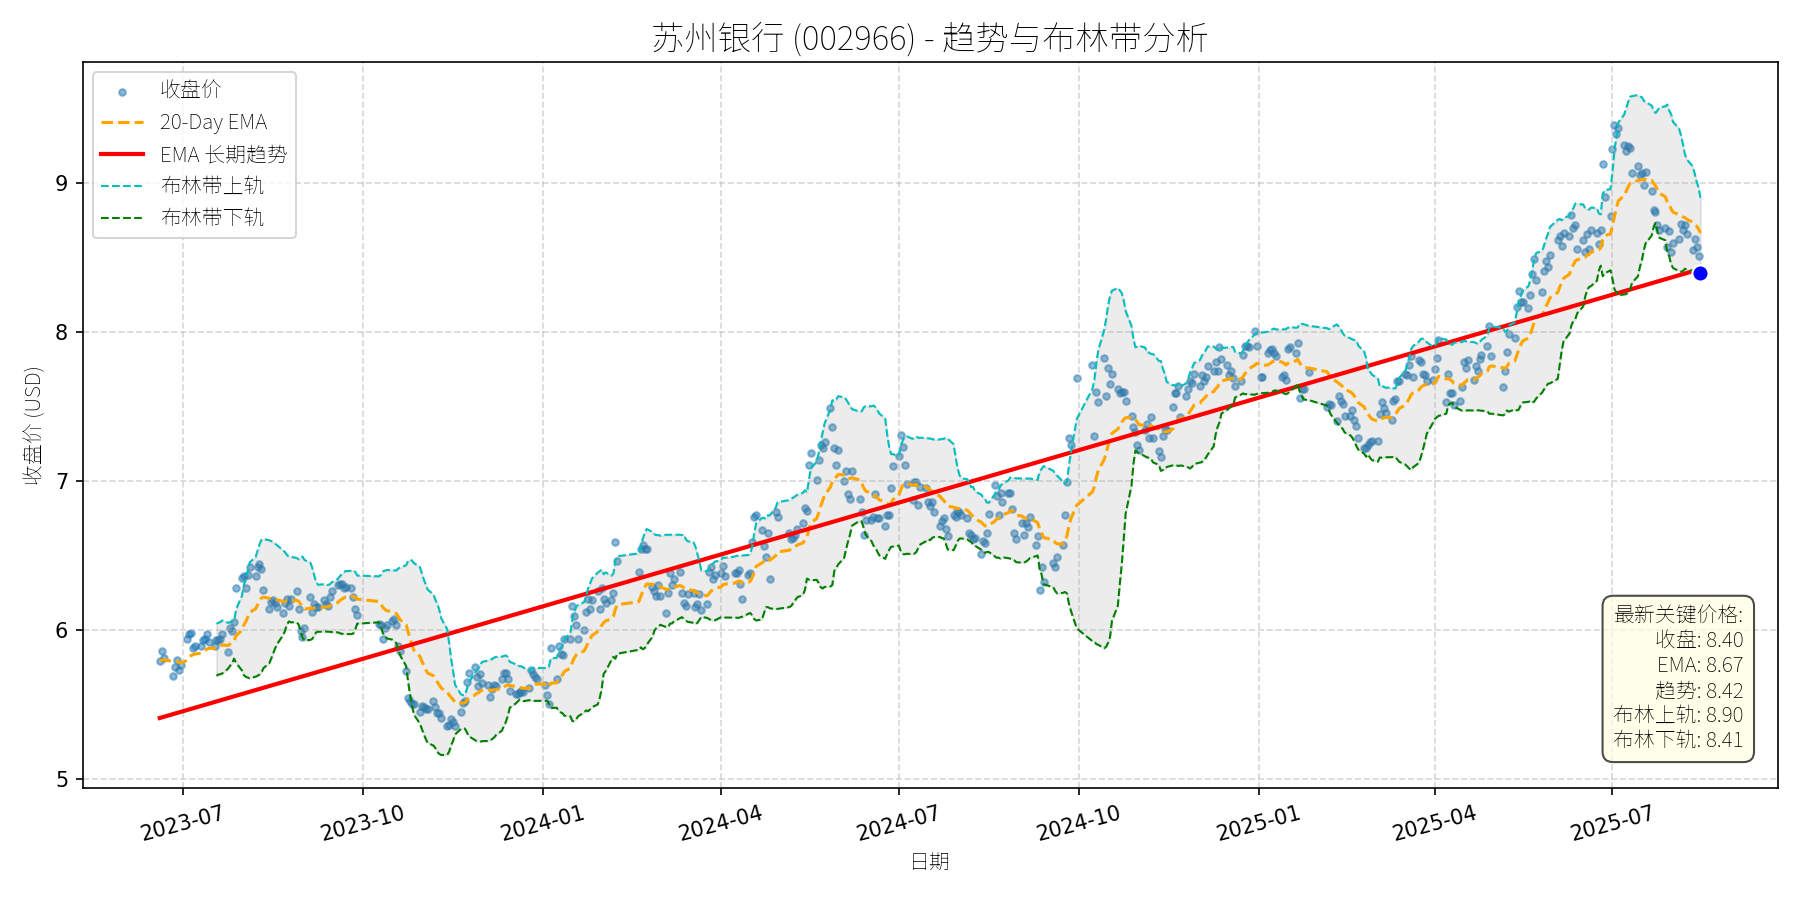 苏州银行 (002966) - 趋势与布林带分析
收盘价
20-Day EMA
EMA 长期趋势
布林带上轨
布林带下轨
收盘价 (USD)
9
8
7
6
5
最新关键价格:
收盘: 8.40
EMA: 8.67
趋势: 8.42
布林上轨: 8.90
布林下轨: 8.41
2023-07
2023-10
2024-01
2024-04
2024-07
2024-10
2025-01
2025-04
2025-07
日期